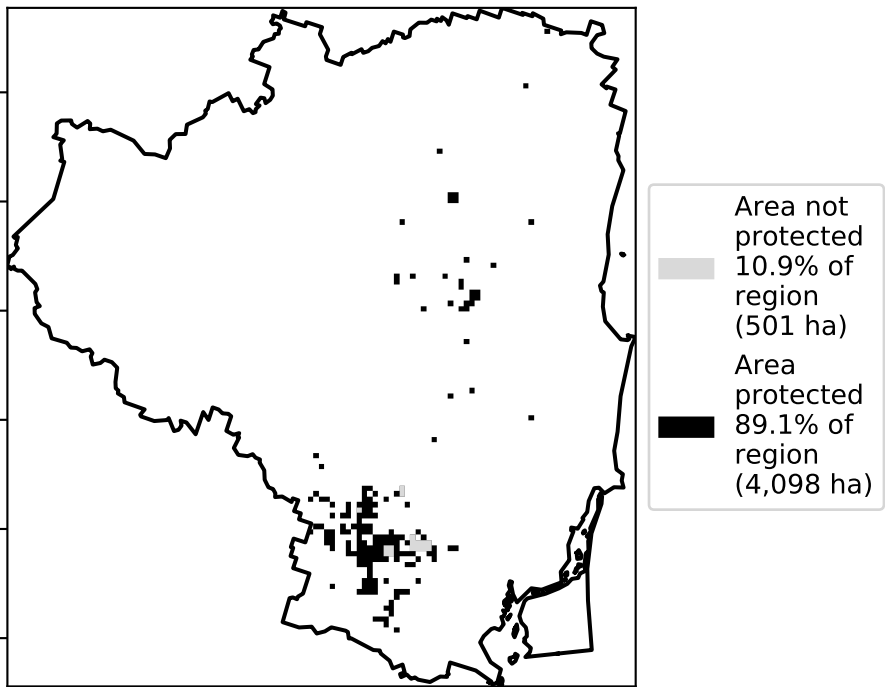 Area not
protected
10.9% of
region
(501 ha)
Area
protected
89.1% of
region
(4,098 ha)